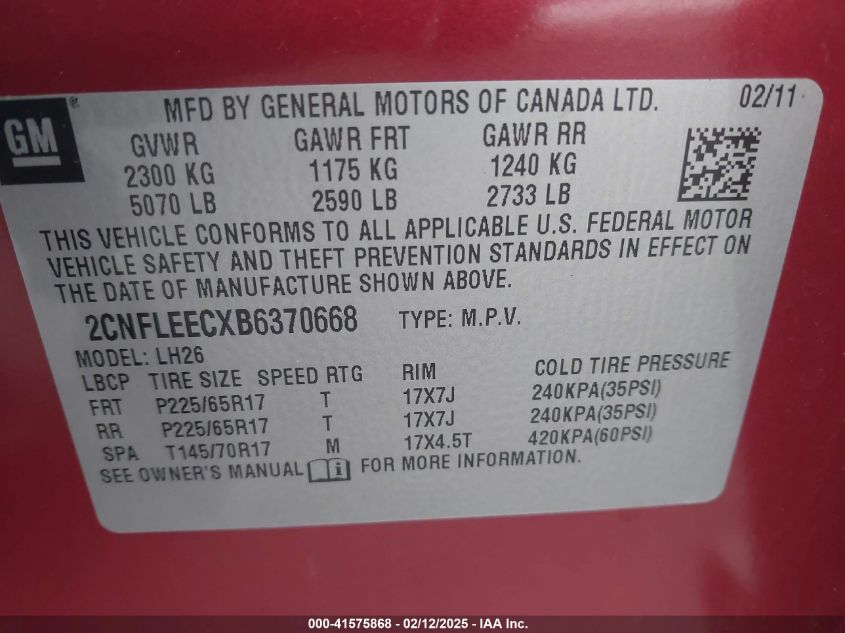 GM
MFD BY GENERAL MOTORS OF CANADA LTD. 02/11
GVWR GAWR FRT GAWR RR
2300 KG 1175 KG 1240 KG
5070 LB 2590 LB 2733 LB
THIS VEHICLE CONFORMS TO ALL APPLICABLE U.S. FEDERAL MOTOR
VEHICLE SAFETY AND THEFT PREVENTION STANDARDS IN EFFECT ON
THE DATE OF MANUFACTURE SHOWN ABOVE.
2CNFLEECXB6370668 TYPE: M.P.V.
MODEL: LH26
LBCP TIRE SIZE SPEED RTG RIM COLD TIRE PRESSURE
FRT P225/65R17 T 17X7J 240KPA(35PSI)
RR P225/65R17 T 17X7J 240KPA(35PSI)
SPA T145/70R17 M 17X4.5T 420KPA(60PSI)
SEE OWNER'S MANUAL FOR MORE INFORMATION.
000-41575868 - 02/12/2025 - IAA Inc.